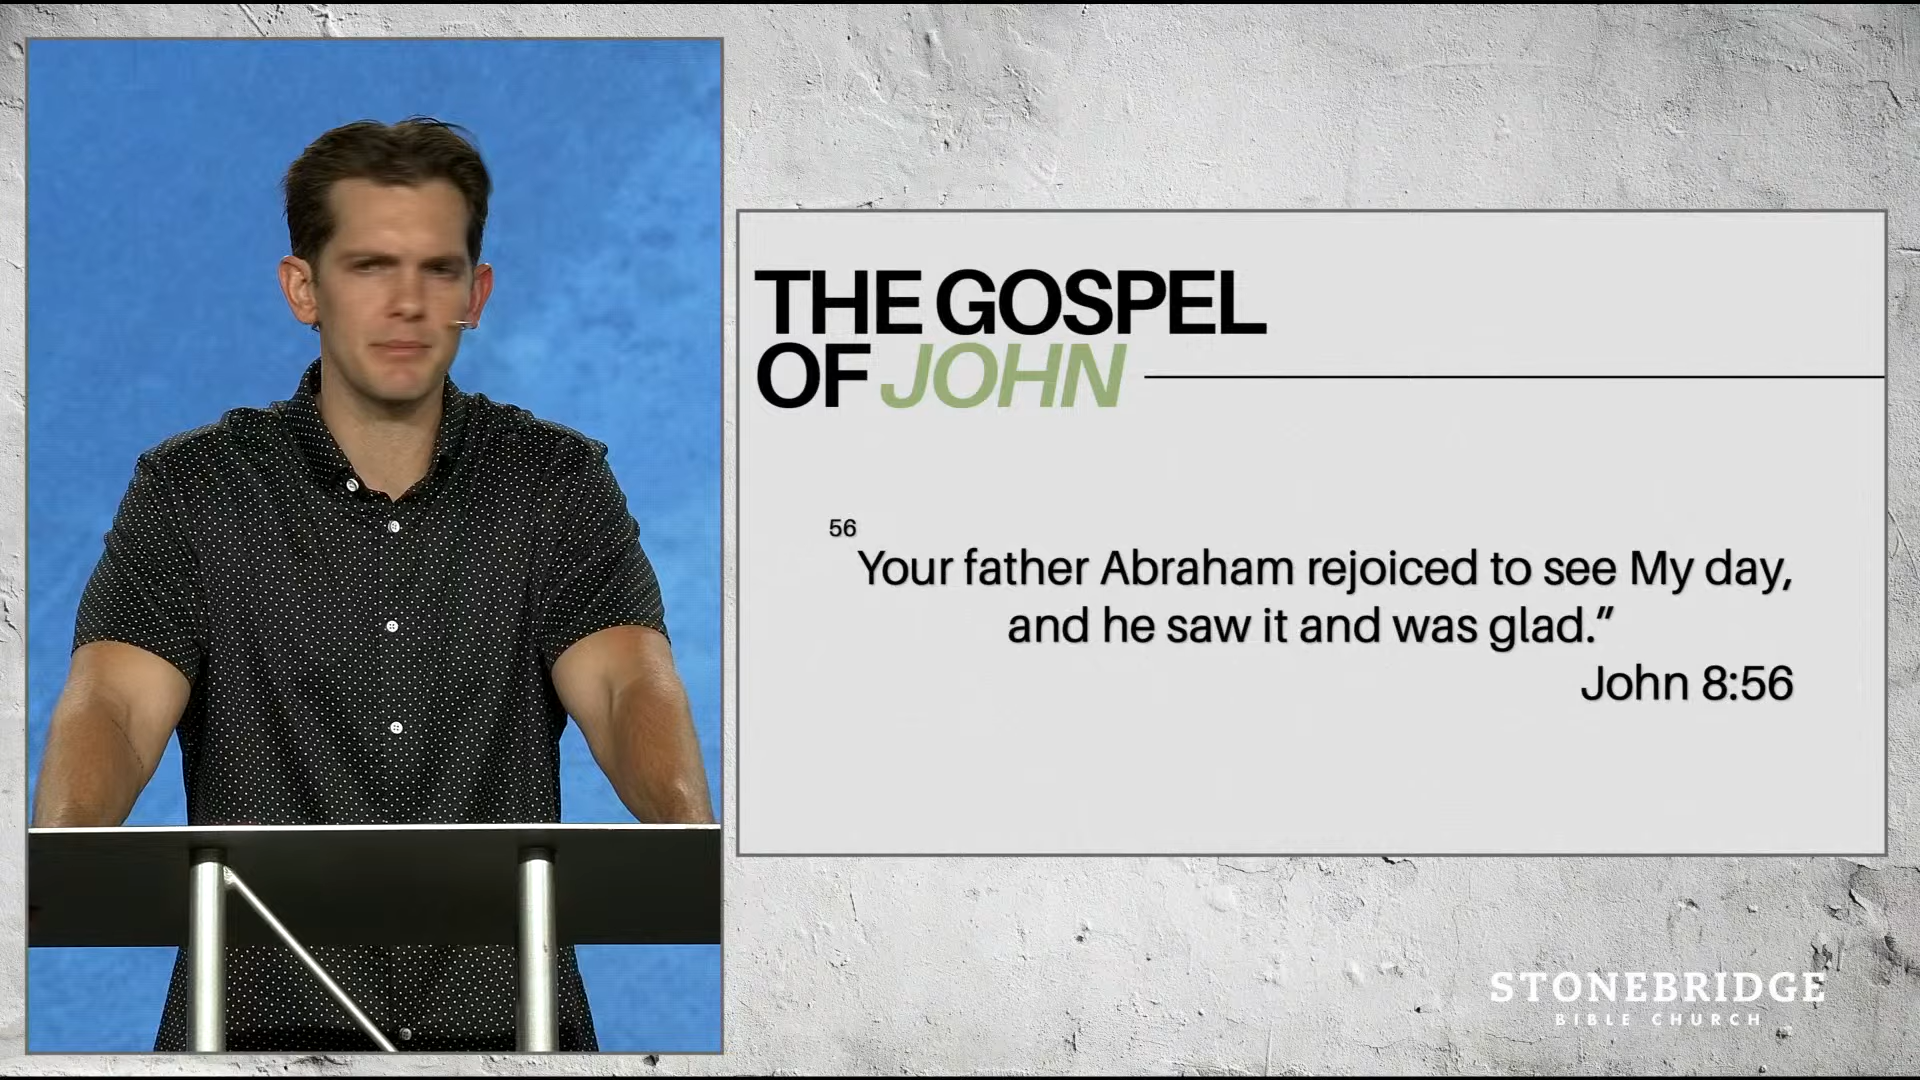 THE GOSPEL
OF JOHN
56
Your father Abraham rejoiced to see My day,
and he saw it and was glad.”
John 8:56
STONEBRIDGE
BIBLE CHURCH